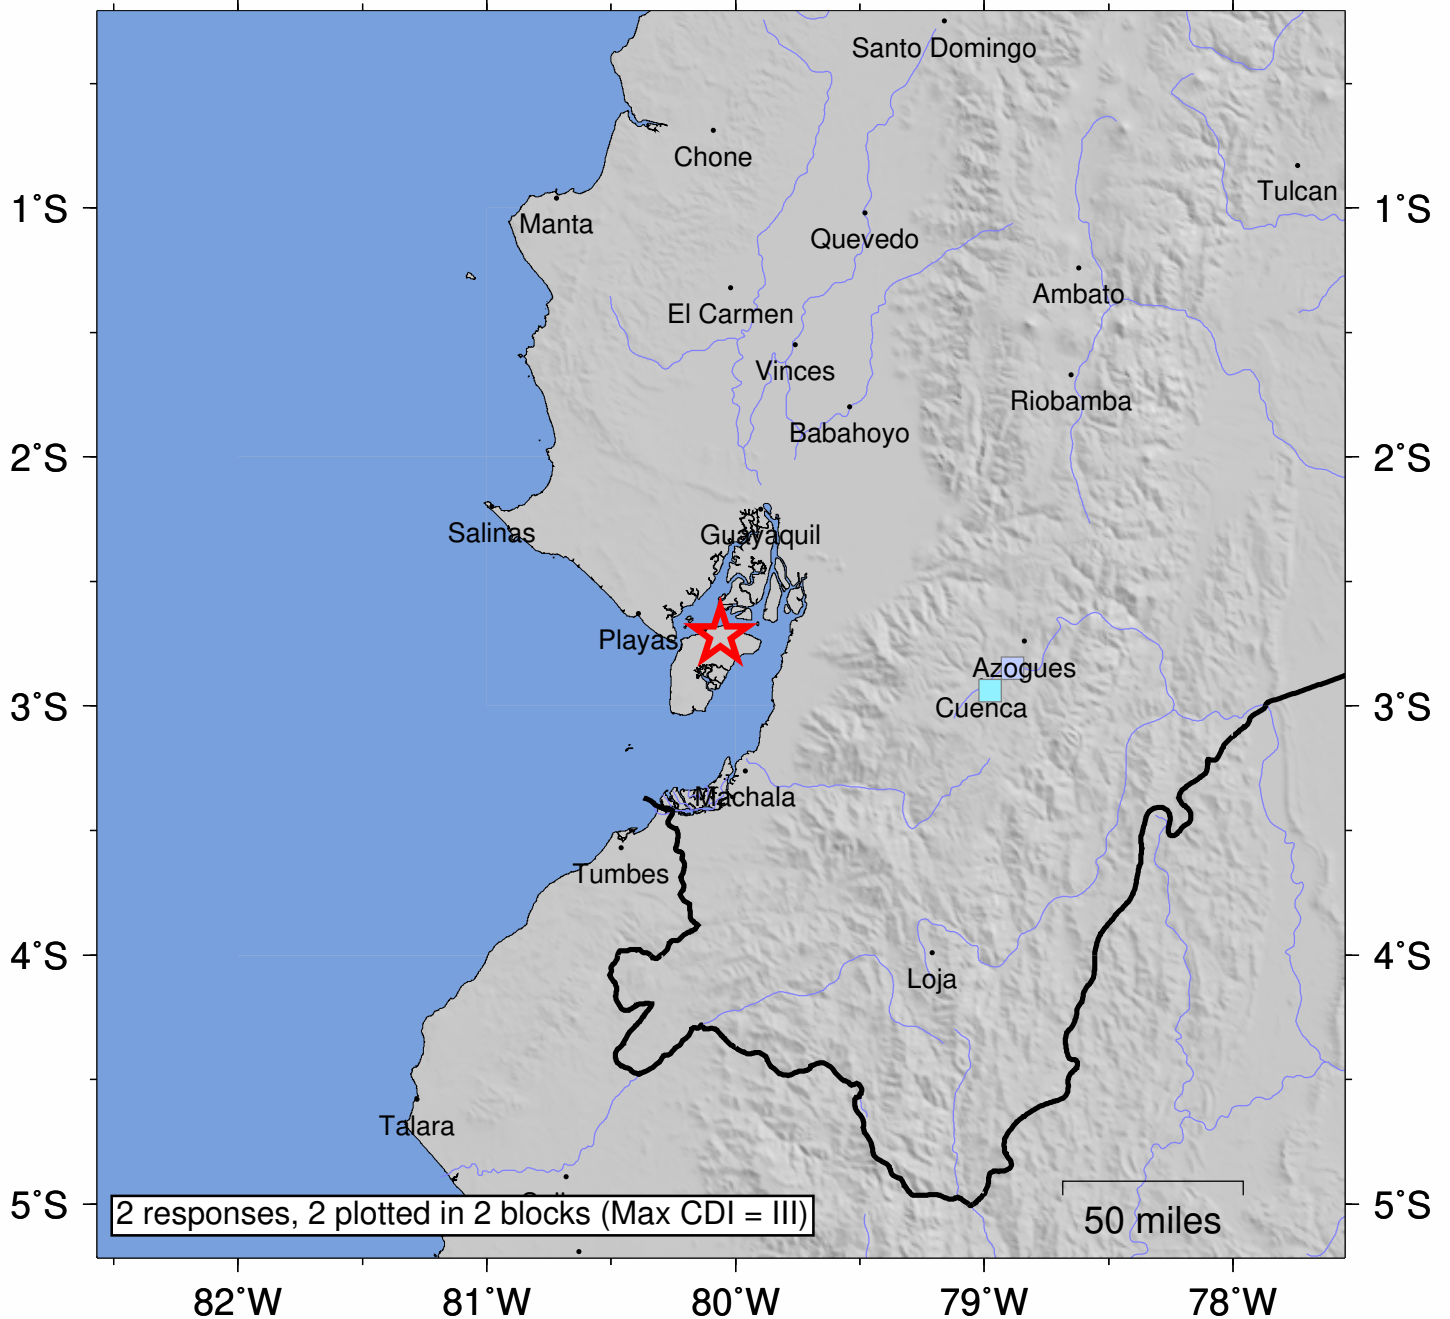 Santo Domingo
Chone
Tulcan
1°S
1°S
Manta
Quevedo
Ambato
El Carmen
Vinces
Riobamba
Babahoyo
2°S
2°S
Salinas
Guayaquil
Playas
Azogues
3°S
Cuenca
3°S
Machala
Tumbes
4°S
4°S
Loja
Talara
5°S
5°S
2 responses, 2 plotted in 2 blocks (Max CDI = III)
50 miles
82°W
81°W
80°W
79°W
78°W